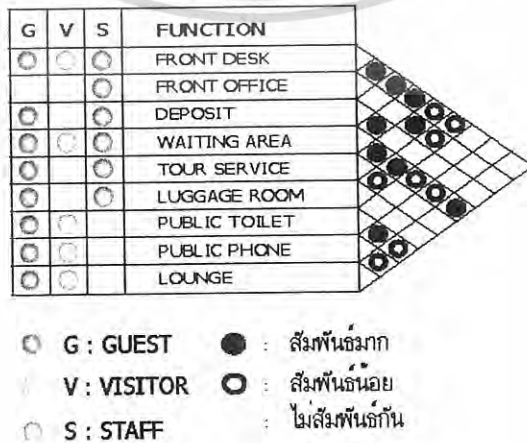 G V S FUNCTION
FRONT DESK
FRONT OFFICE
DEPOSIT
WAITING AREA
TOUR SERVICE
LUGGAGE ROOM
PUBLIC TOILET
PUBLIC PHONE
LOUNGE
G : GUEST : สัมพันธ์มาก
V : VISITOR : สัมพันธ์น้อย
S : STAFF : ไม่สัมพันธ์กัน